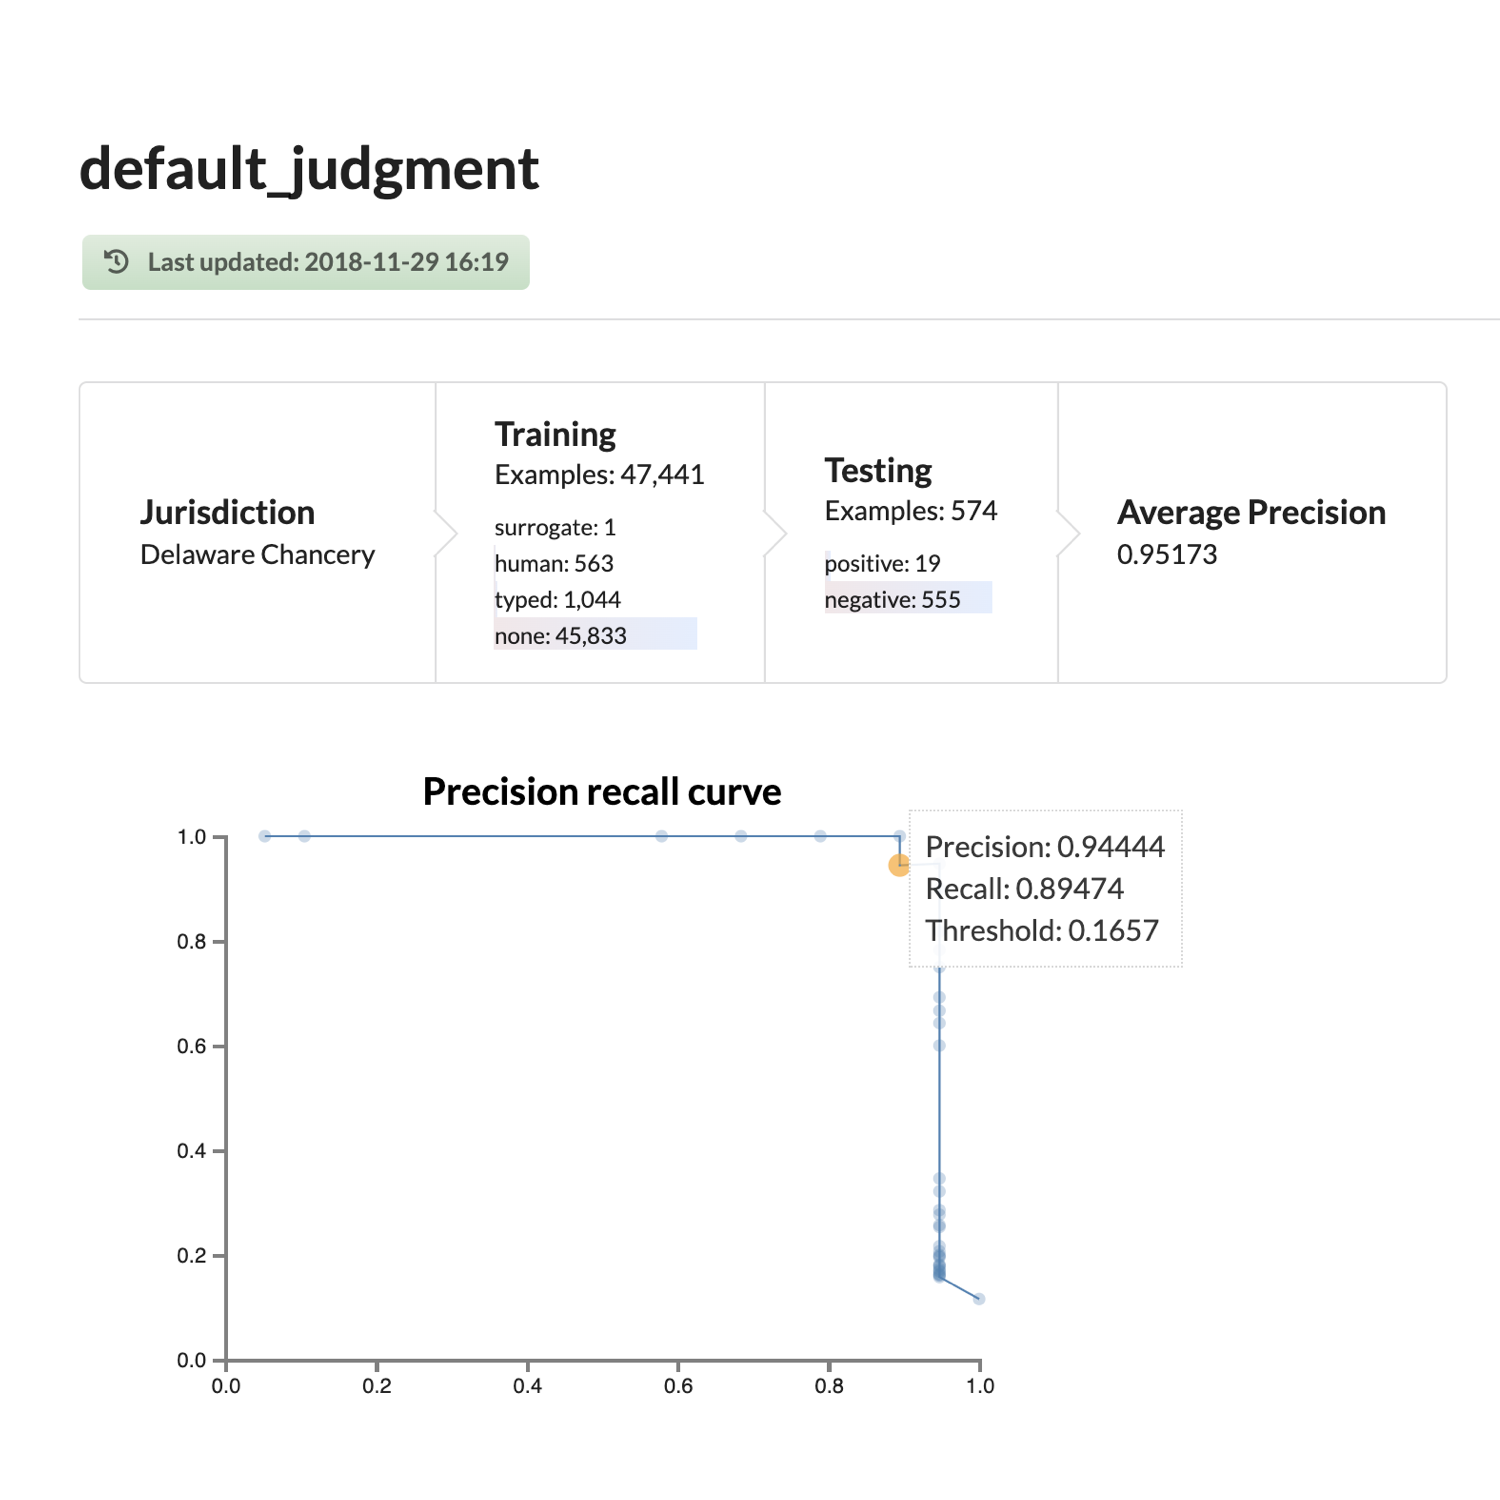 default_judgment
Last updated: 2018-11-29 16:19
Jurisdiction
Delaware Chancery
Training
Examples: 47,441
surrogate: 1
human: 563
typed: 1,044
none: 45,833
Testing
Examples: 574
positive: 19
negative: 555
Average Precision
0.95173
Precision recall curve
Precision: 0.94444
Recall: 0.89474
Threshold: 0.1657
1.0
0.8
0.6
0.4
0.2
0.0
0.0 0.2 0.4 0.6 0.8 1.0